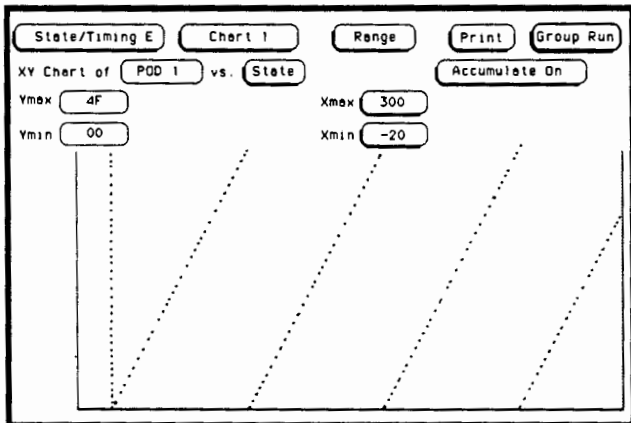 State/Timing E Chart 1 Range Print Group Run
XY Chart of POD 1 vs. State Accumulate On
Ymax 4F Xmax 300
Ymin 00 Xmin -20